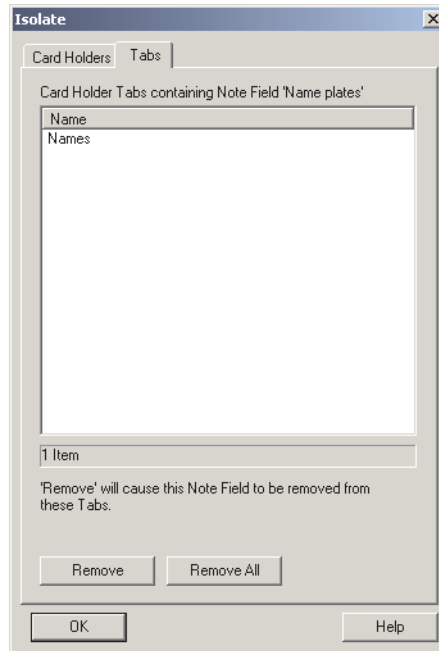 Isolate
Card Holders Tabs
Card Holder Tabs containing Note Field 'Name plates'
Name
Names
1 Item
'Remove' will cause this Note Field to be removed from
these Tabs.
Remove Remove All
OK Help